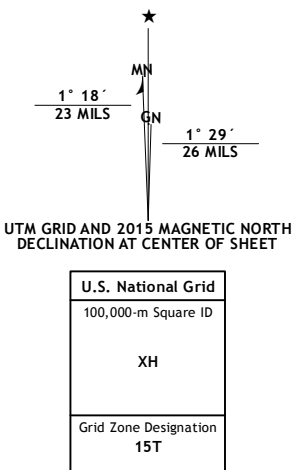 ★
MN
GN
1° 18´
23 MILS
1° 29´
26 MILS
UTM GRID AND 2015 MAGNETIC NORTH
DECLINATION AT CENTER OF SHEET
U.S. National Grid
100,000-m Square ID
XH
Grid Zone Designation
15T